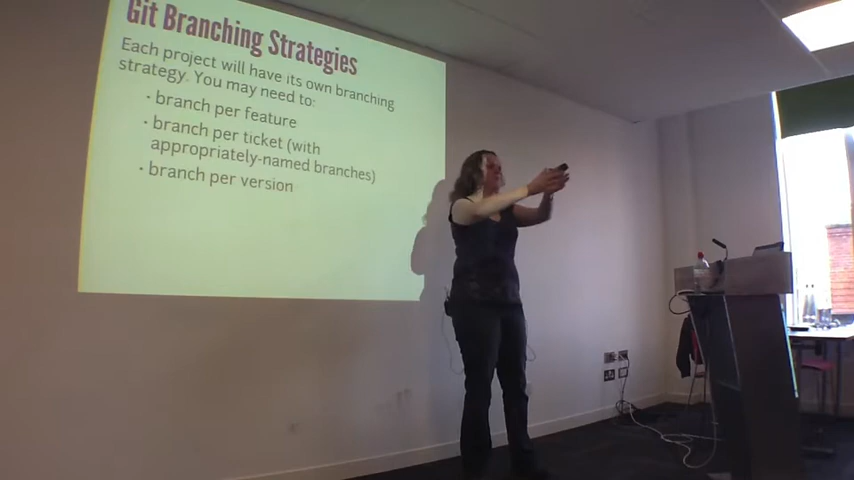 Git Branching Strategies
Each project will have its own branching
strategy. You may need to:
• branch per feature
• branch per ticket (with
appropriately-named branches)
• branch per version